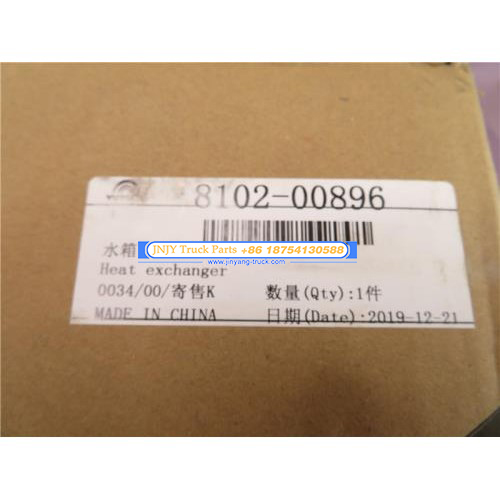 8102-00896
水箱
JNJY Truck Parts +86 18754130588
www.jinyang-truck.com
Heat exchanger
0034/00/寄售K 数量(Qty):1件
MADE IN CHINA 日期(Date):2019-12-21